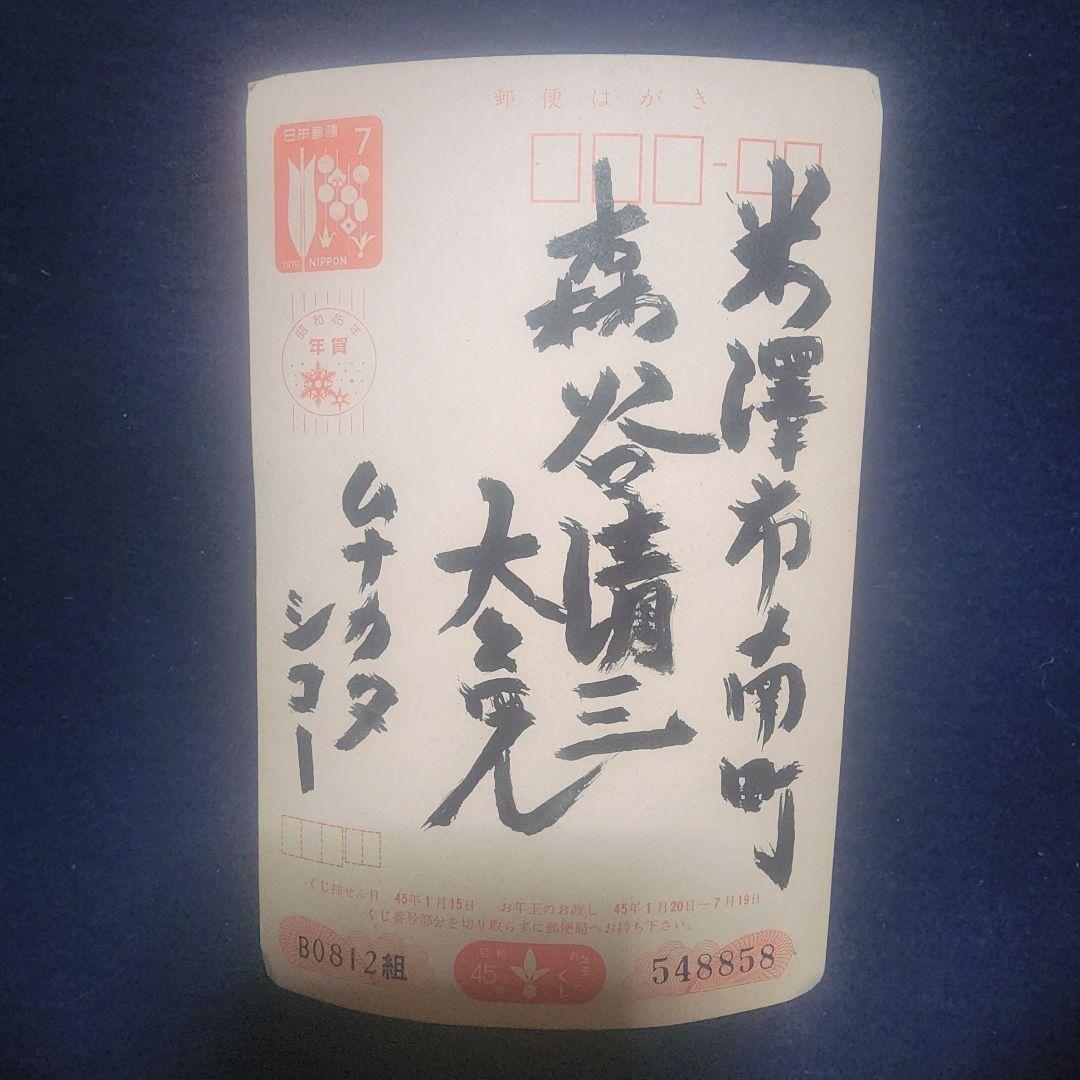 郵便はがき
日本郵便 7
1970 NIPPON
昭和45年
年賀
米澤市南町
森谷清三
大兄
ムナカタ
シコー
くじ抽せん日 45年1月15日 お年玉のお渡し 45年1月20日―7月19日
くじ番号部分を切り取らずに郵便局へお持ち下さい。
B0812組
昭和
45
お年玉
くじ
548858